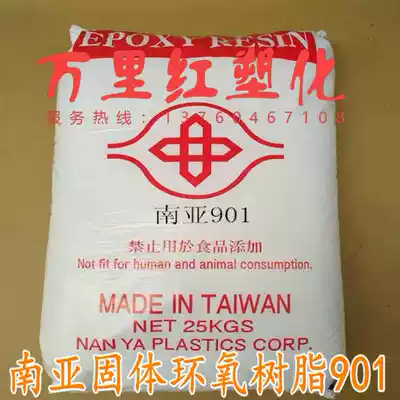 EPOXY RESIN
万里红塑化
服务热线：13760467108
南亚901
禁止用於食品添加
Not fit for human and animal consumption.
MADE IN TAIWAN
NET 25KGS
NAN YA PLASTICS CORP.
南亚固体环氧树脂901